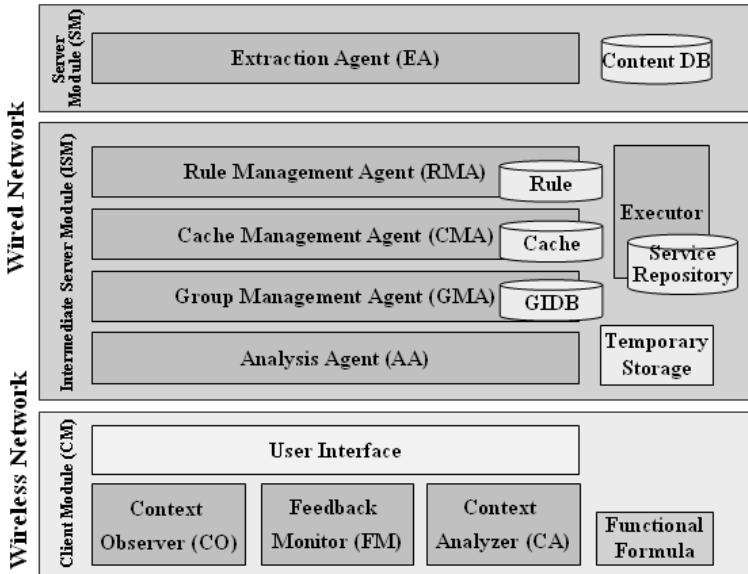 Wired Network
Wireless Network
Server
Module (SM)
Extraction Agent (EA)
Content DB
Intermediate Server Module (ISM)
Rule Management Agent (RMA)
Rule
Executor
Cache Management Agent (CMA)
Cache
Service
Repository
Group Management Agent (GMA)
GIDB
Analysis Agent (AA)
Temporary
Storage
Client Module (CM)
User Interface
Context
Observer (CO)
Feedback
Monitor (FM)
Context
Analyzer (CA)
Functional
Formula